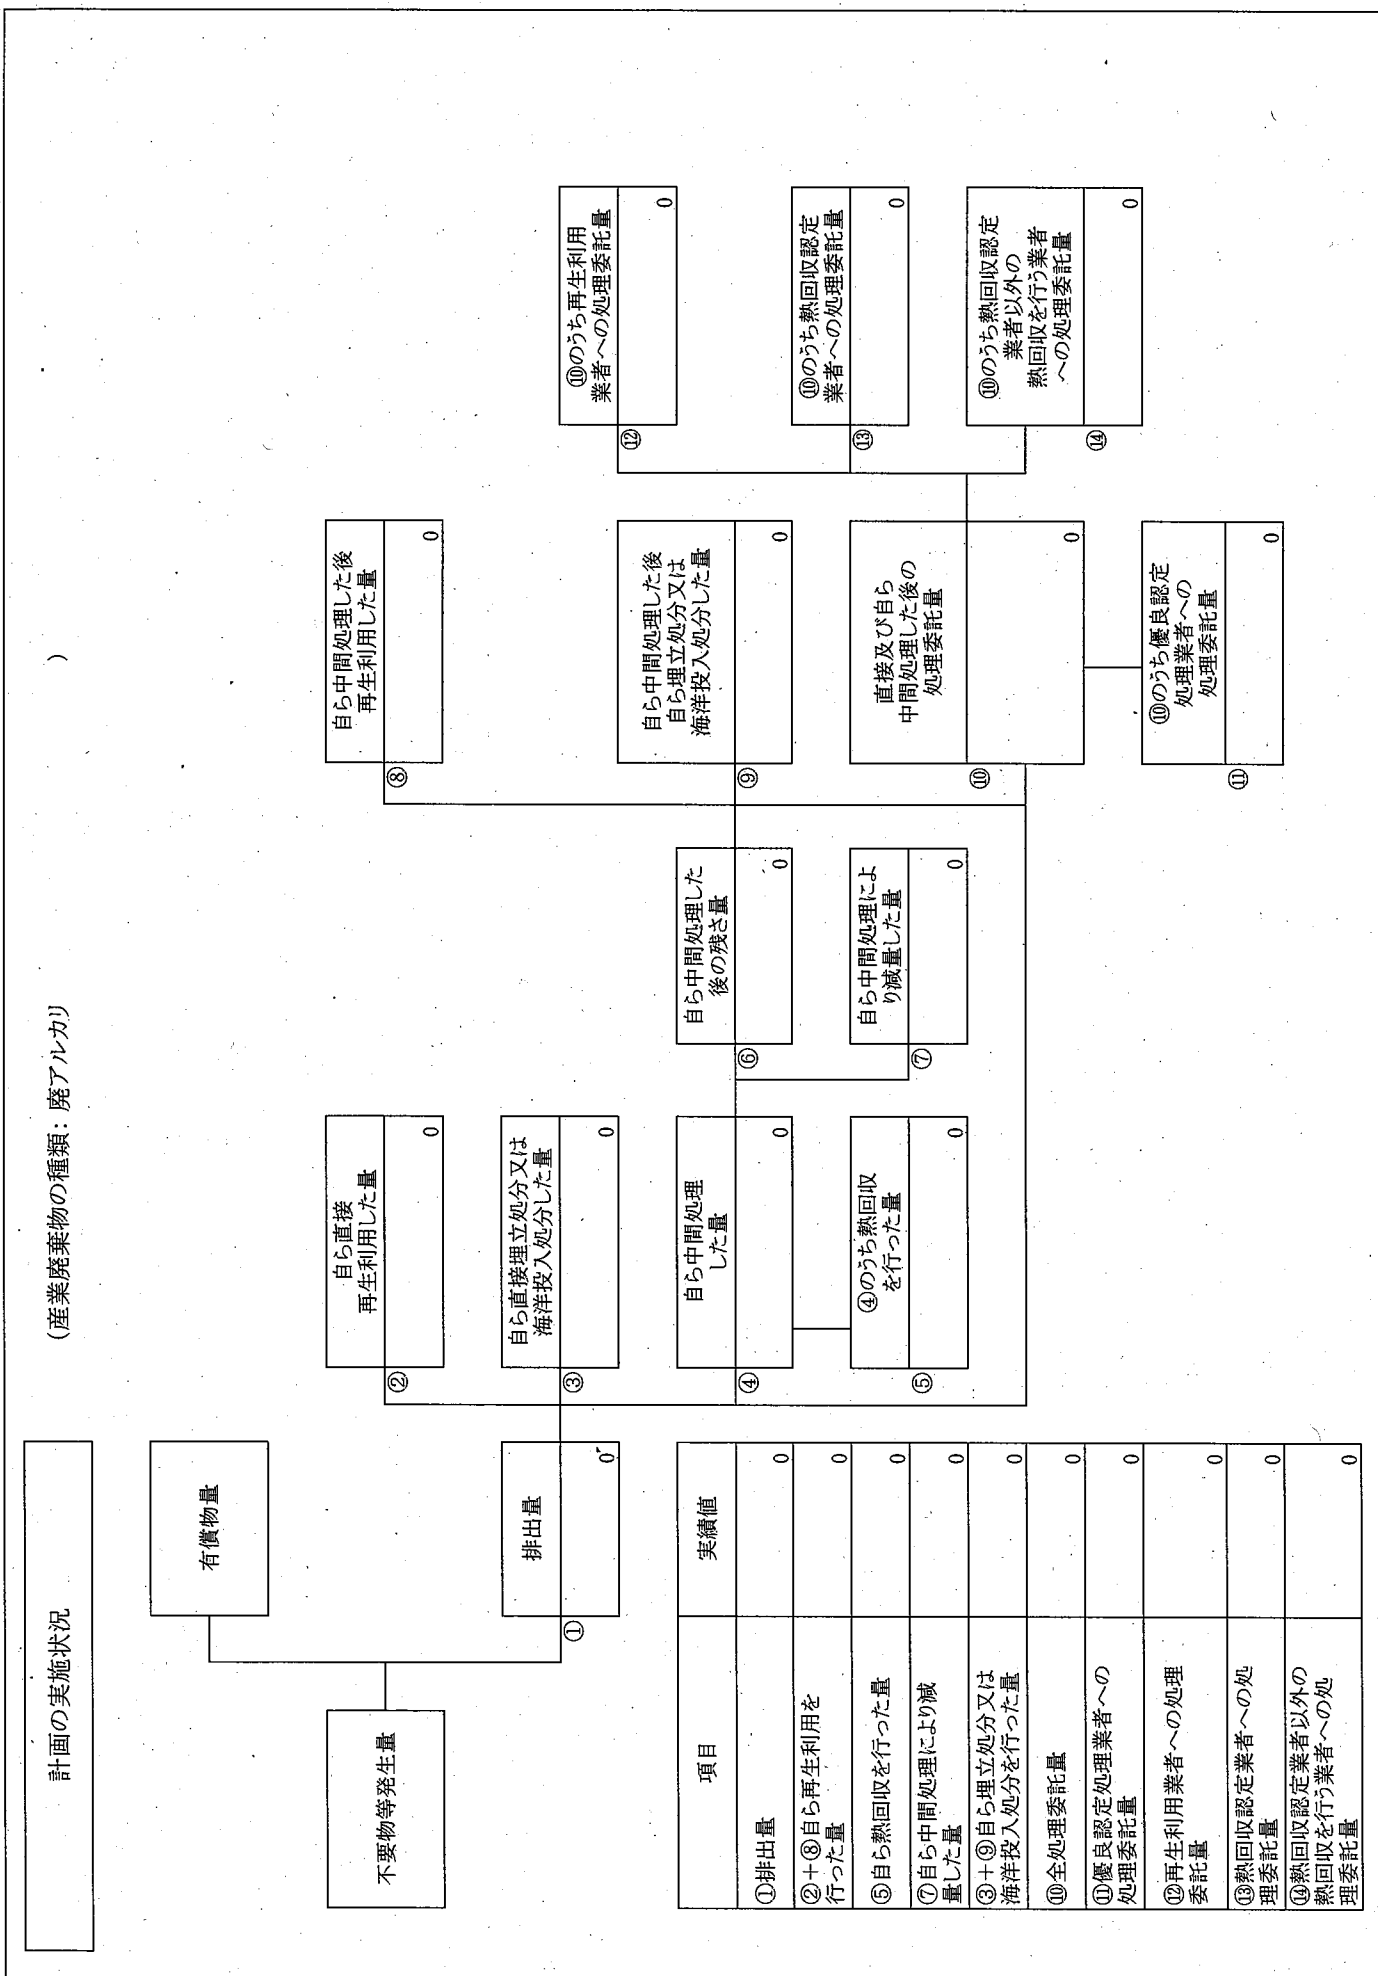 計画の実施状況
(産業廃棄物の種類：廃アルカリ
)
不要物等発生量
有償物量
①
排出量
0
②
自ら直接
再生利用した量
0
③
自ら直接埋立処分又は
海洋投入処分した量
0
④
自ら中間処理
した量
0
⑤
④のうち熱回収
を行った量
0
⑥
自ら中間処理した
後の残さ量
0
⑦
自ら中間処理によ
り減量した量
0
⑧
自ら中間処理した後
再生利用した量
0
⑨
自ら中間処理した後
自ら埋立処分又は
海洋投入処分した量
0
⑩
直接及び自ら
中間処理した後の
処理委託量
0
⑪
⑩のうち優良認定
処理業者への
処理委託量
0
⑫
⑩のうち再生利用
業者への処理委託量
0
⑬
⑩のうち熱回収認定
業者への処理委託量
0
⑭
⑩のうち熱回収認定
業者以外の
熱回収を行う業者
への処理委託量
0
項目 実績値
①排出量 0
②＋⑧自ら再生利用を
行った量 0
⑤自ら熱回収を行った量 0
⑦自ら中間処理により減
量した量 0
③＋⑨自ら埋立処分又は
海洋投入処分を行った量 0
⑩全処理委託量 0
⑪優良認定処理業者への
処理委託量 0
⑫再生利用業者への処理
委託量 0
⑬熱回収認定業者への処
理委託量 0
⑭熱回収認定業者以外の
熱回収を行う業者への処
理委託量 0